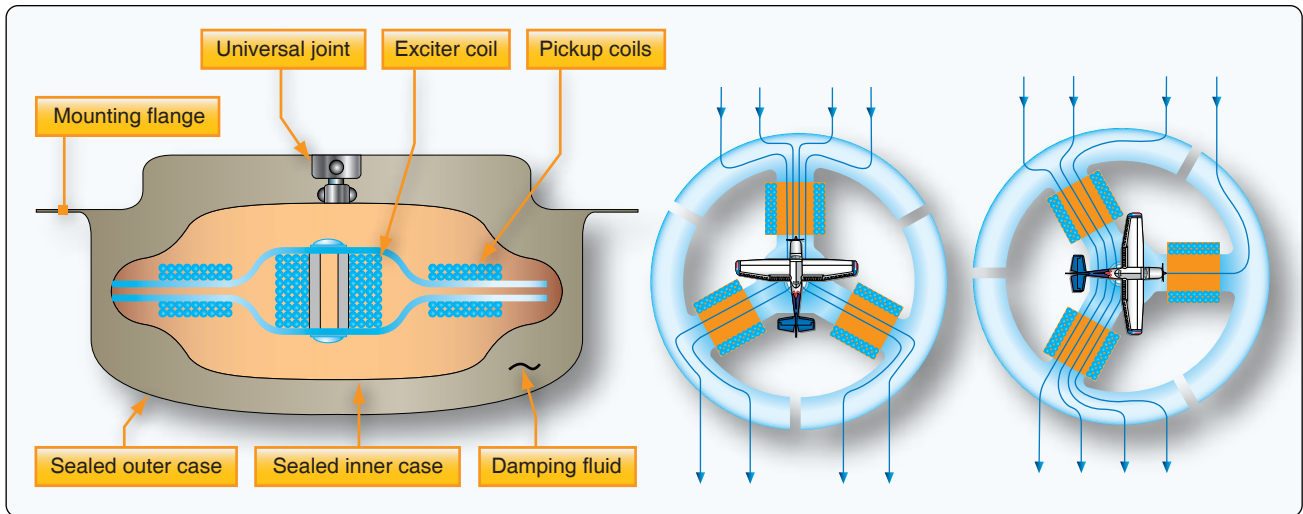 Universal joint
Exciter coil
Pickup coils
Mounting flange
Sealed outer case
Sealed inner case
Damping fluid